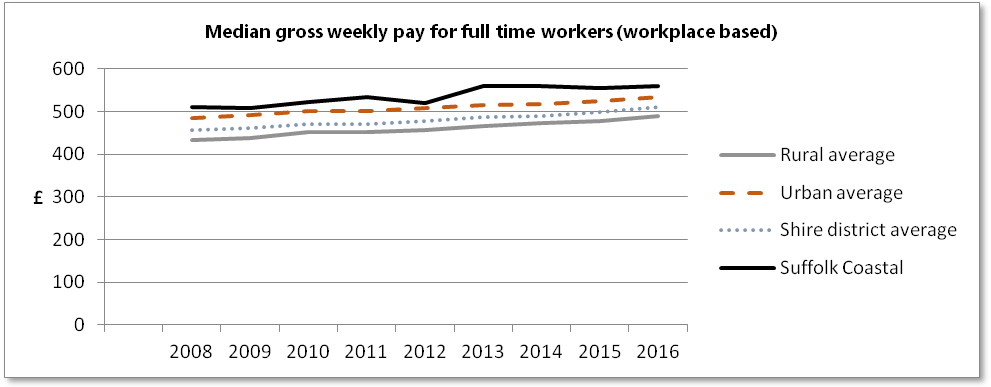 Median gross weekly pay for full time workers (workplace based)
600
500
400
300
200
100
0
£
2008 2009 2010 2011 2012 2013 2014 2015 2016
Rural average
Urban average
Shire district average
Suffolk Coastal